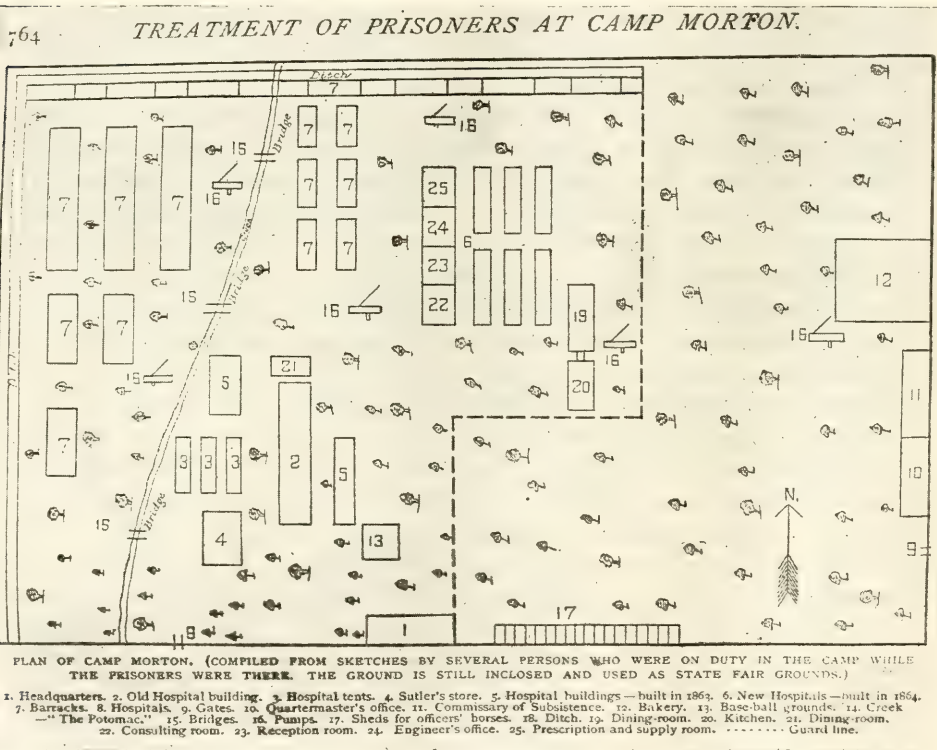 764
TREATMENT OF PRISONERS AT CAMP MORTON.
Ditch
7
7 7
16
15
Bridge
7 7 7
16
7 7
25
24
6
23
22
7 7
12
15
Bridge
16
19
16
16
7 7
16
5
21
20
11
7
3 3 3
2
5
10
N.
15
Bridge
4
13
9
17
1
8
PLAN OF CAMP MORTON. (COMPILED FROM SKETCHES BY SEVERAL PERSONS WHO WERE ON DUTY IN THE CAMP WHILE
THE PRISONERS WERE THERE. THE GROUND IS STILL INCLOSED AND USED AS STATE FAIR GROUNDS.)
1. Headquarters. 2. Old Hospital building. 3. Hospital tents. 4. Sutler's store. 5. Hospital buildings — built in 1863. 6. New Hospitals — built in 1864.
7. Barracks. 8. Hospitals. 9. Gates. 10. Quartermaster's office. 11. Commissary of Subsistence. 12. Bakery. 13. Base-ball grounds. 14. Creek
— "The Potomac." 15. Bridges. 16. Pumps. 17. Sheds for officers' horses. 18. Ditch. 19. Dining-room. 20. Kitchen. 21. Dining-room.
22. Consulting room. 23. Reception room. 24. Engineer's office. 25. Prescription and supply room. ········ Guard line.